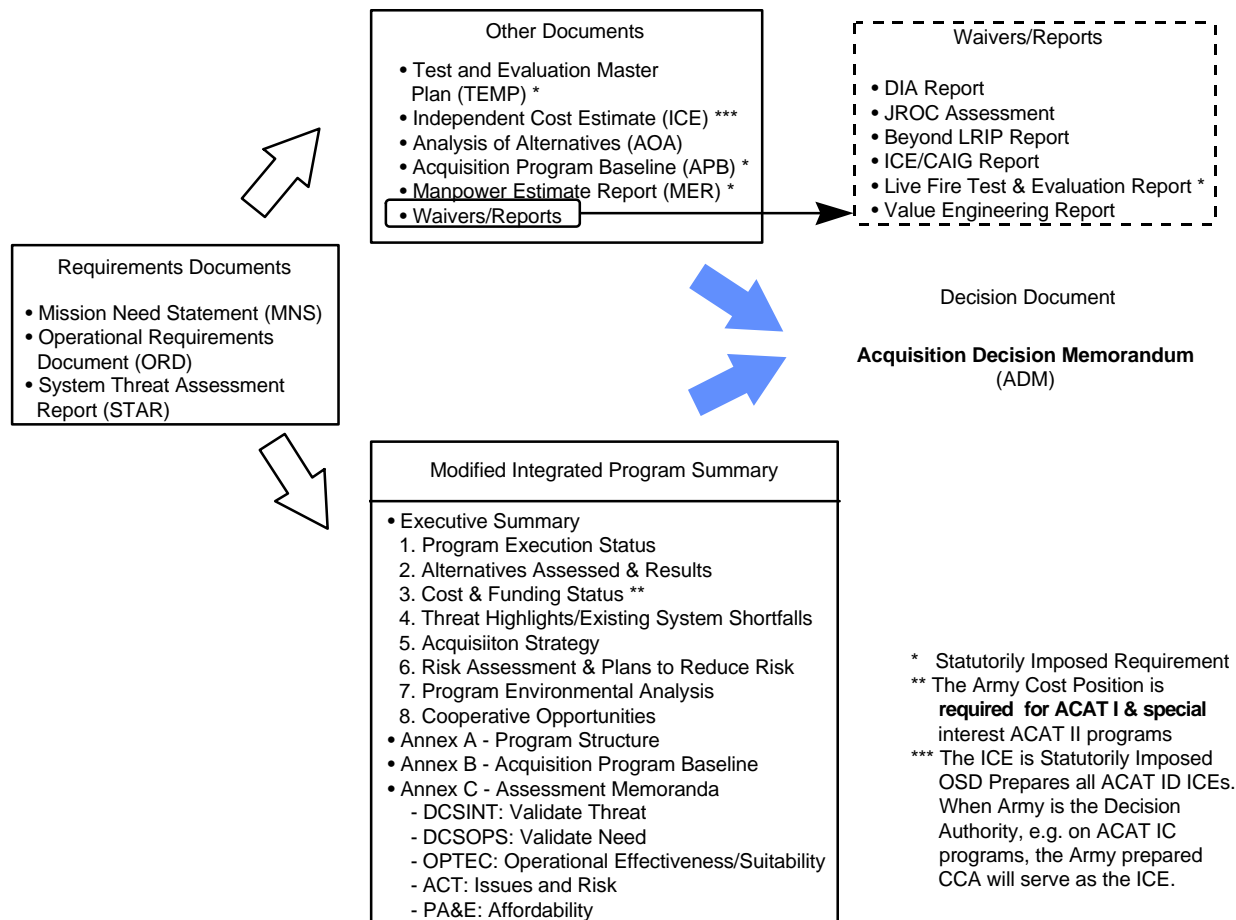 Other Documents
• Test and Evaluation Master
Plan (TEMP) *
• Independent Cost Estimate (ICE) ***
• Analysis of Alternatives (AOA)
• Acquisition Program Baseline (APB) *
• Manpower Estimate Report (MER) *
• Waivers/Reports
Waivers/Reports
• DIA Report
• JROC Assessment
• Beyond LRIP Report
• ICE/CAIG Report
• Live Fire Test & Evaluation Report *
• Value Engineering Report
Requirements Documents
• Mission Need Statement (MNS)
• Operational Requirements
Document (ORD)
• System Threat Assessment
Report (STAR)
Decision Document
Acquisition Decision Memorandum
(ADM)
Modified Integrated Program Summary
• Executive Summary
1. Program Execution Status
2. Alternatives Assessed & Results
3. Cost & Funding Status **
4. Threat Highlights/Existing System Shortfalls
5. Acquisiiton Strategy
6. Risk Assessment & Plans to Reduce Risk
7. Program Environmental Analysis
8. Cooperative Opportunities
• Annex A - Program Structure
• Annex B - Acquisition Program Baseline
• Annex C - Assessment Memoranda
- DCSINT: Validate Threat
- DCSOPS: Validate Need
- OPTEC: Operational Effectiveness/Suitability
- ACT: Issues and Risk
- PA&E: Affordability
* Statutorily Imposed Requirement
** The Army Cost Position is
required for ACAT I & special
interest ACAT II programs
*** The ICE is Statutorily Imposed
OSD Prepares all ACAT ID ICEs.
When Army is the Decision
Authority, e.g. on ACAT IC
programs, the Army prepared
CCA will serve as the ICE.